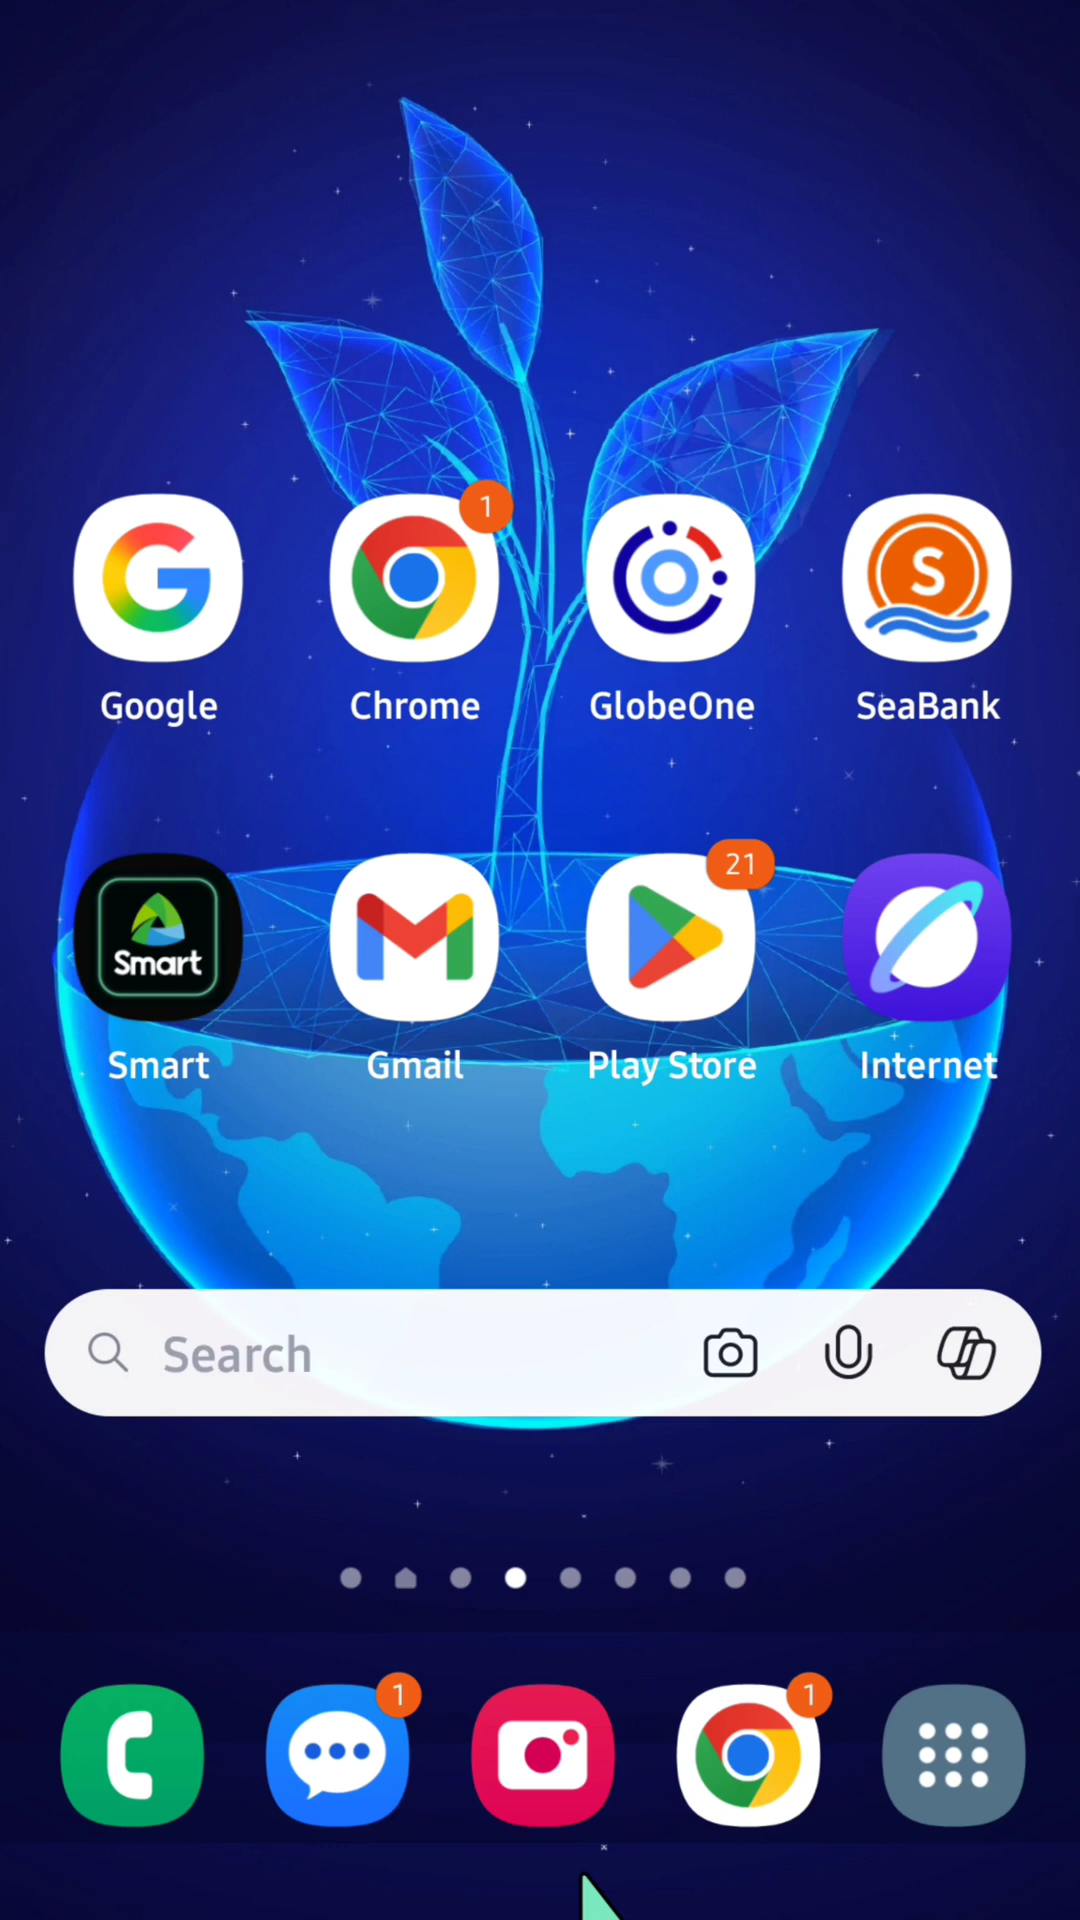 1
Google Chrome GlobeOne SeaBank
21
Smart
Smart Gmail Play Store Internet
Search
1 1